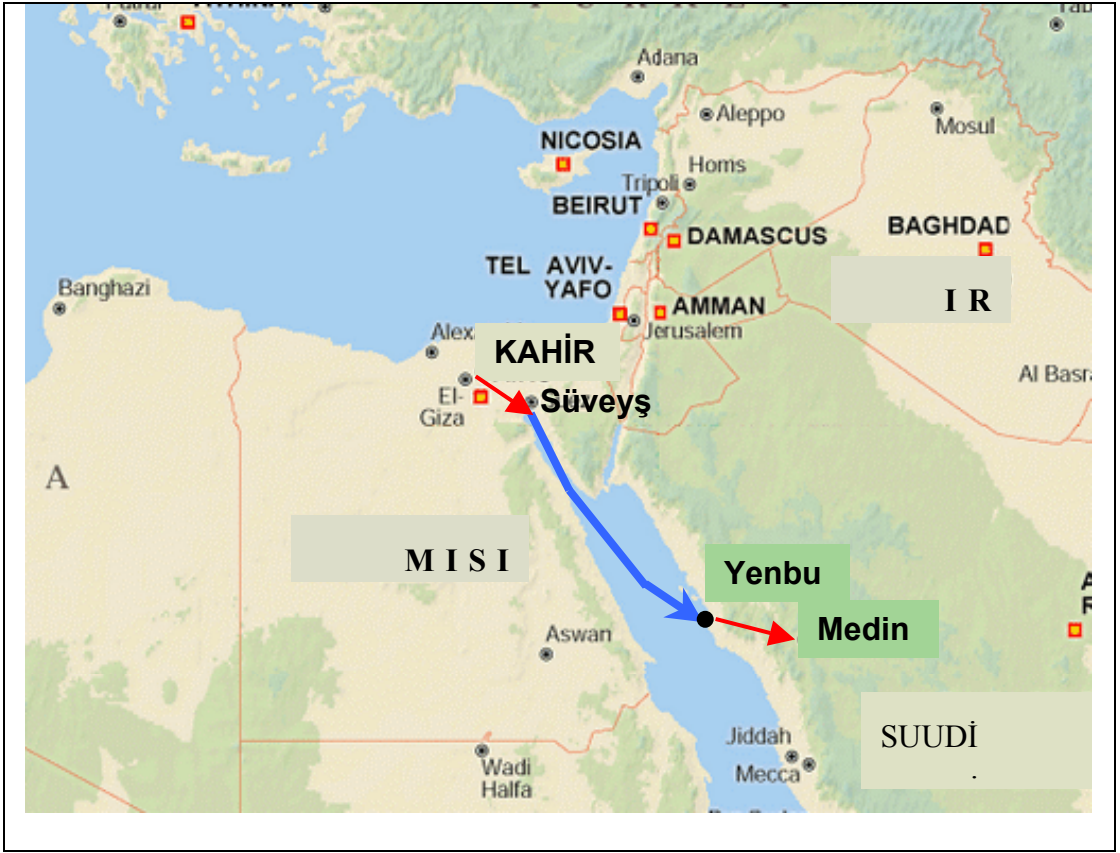 Adana
Aleppo
Mosul
NICOSIA
Homs
Tripoli
BEIRUT
DAMASCUS
BAGHDAD
TEL AVIV-
YAFO
I R
Banghazi
AMMAN
Jerusalem
Alex
KAHİR
Al Basra
El-
Giza
Süveyş
A
M I S I
Yenbu
Medin
Aswan
SUUDİ
Jiddah
Mecca
Wadi
Halfa